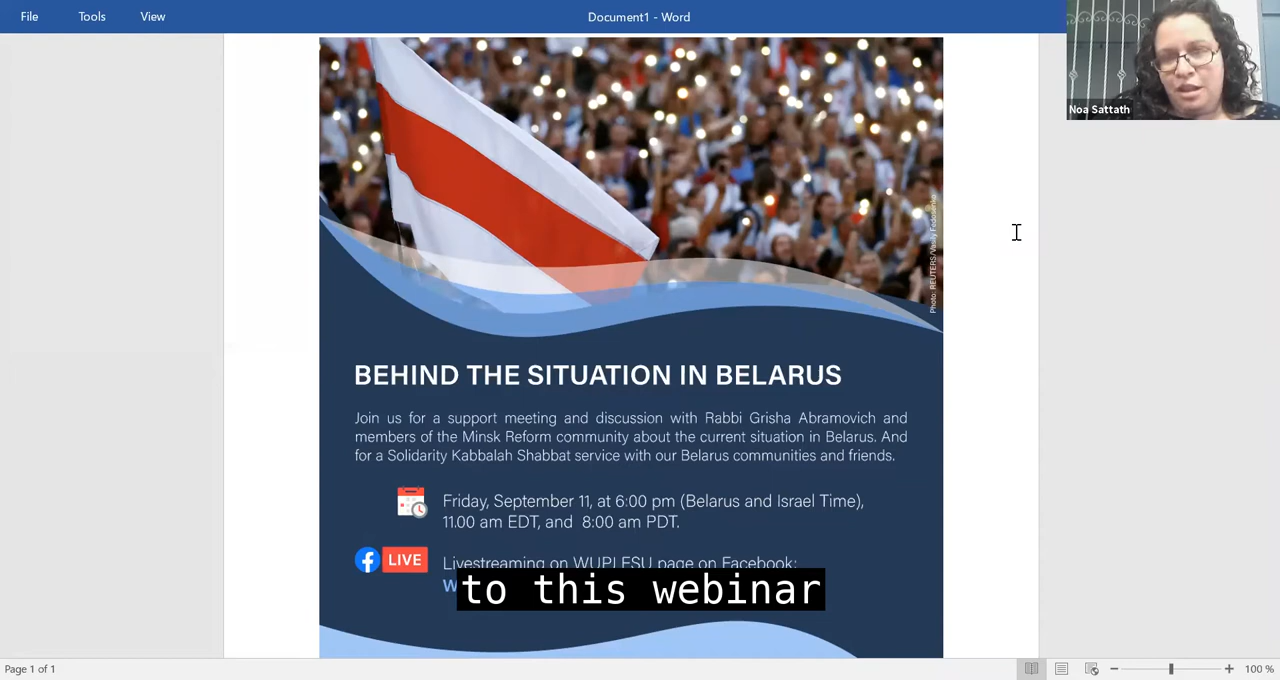 File Tools View Document1 - Word
Noa Sattath
Photo: REUTERS/Vasily Fedosenko
BEHIND THE SITUATION IN BELARUS
Join us for a support meeting and discussion with Rabbi Grisha Abramovich and
members of the Minsk Reform community about the current situation in Belarus. And
for a Solidarity Kabbalah Shabbat service with our Belarus communities and friends.
Friday, September 11, at 6:00 pm (Belarus and Israel Time),
11.00 am EDT, and 8:00 am PDT.
LIVE
Livestreaming on WUPJ FSU page on Facebook:
to this webinar
Page 1 of 1
100 %